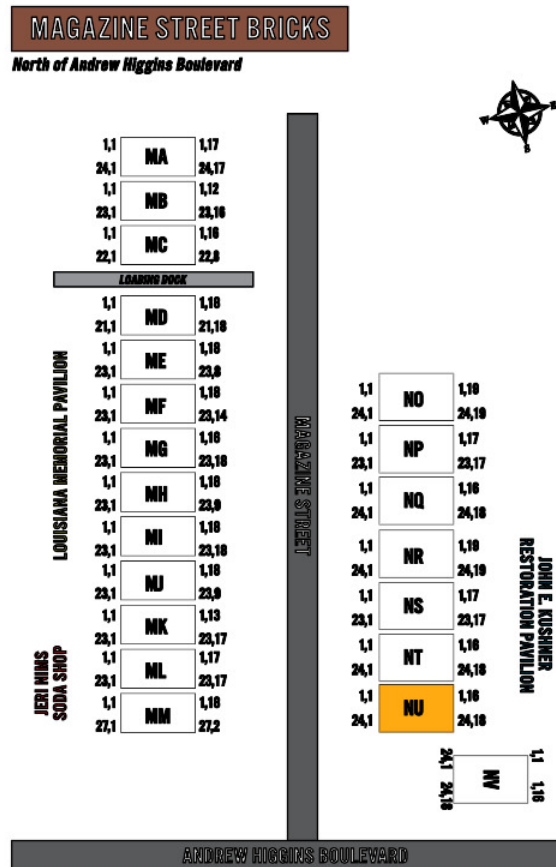 MAGAZINE STREET BRICKS
North of Andrew Higgins Boulevard
N
E
S
W
1,1 MA 1,17
24,1 24,17
1,1 MB 1,12
23,1 23,16
1,1 MC 1,16
22,1 22,8
LOADING DOCK
1,1 MD 1,18
21,1 21,18
1,1 ME 1,18
23,1 23,8
1,1 MF 1,18
23,1 23,14
1,1 MG 1,16
23,1 23,18
1,1 MH 1,18
23,1 23,9
1,1 MI 1,18
23,1 23,18
1,1 MJ 1,18
23,1 23,9
1,1 MK 1,13
23,1 23,17
1,1 ML 1,17
23,1 23,17
1,1 MM 1,18
27,1 27,2
LOUISIANA MEMORIAL PAVILION
JERI NIMS
SODA SHOP
MAGAZINE STREET
1,1 NO 1,19
24,1 24,19
1,1 NP 1,17
23,1 23,17
1,1 NQ 1,16
24,1 24,18
1,1 NR 1,19
24,1 24,19
1,1 NS 1,17
23,1 23,17
1,1 NT 1,16
24,1 24,18
1,1 NU 1,16
24,1 24,18
JOHN E. KUSHNER
RESTORATION PAVILION
1,1 NV 1,16
24,1 24,18
ANDREW HIGGINS BOULEVARD